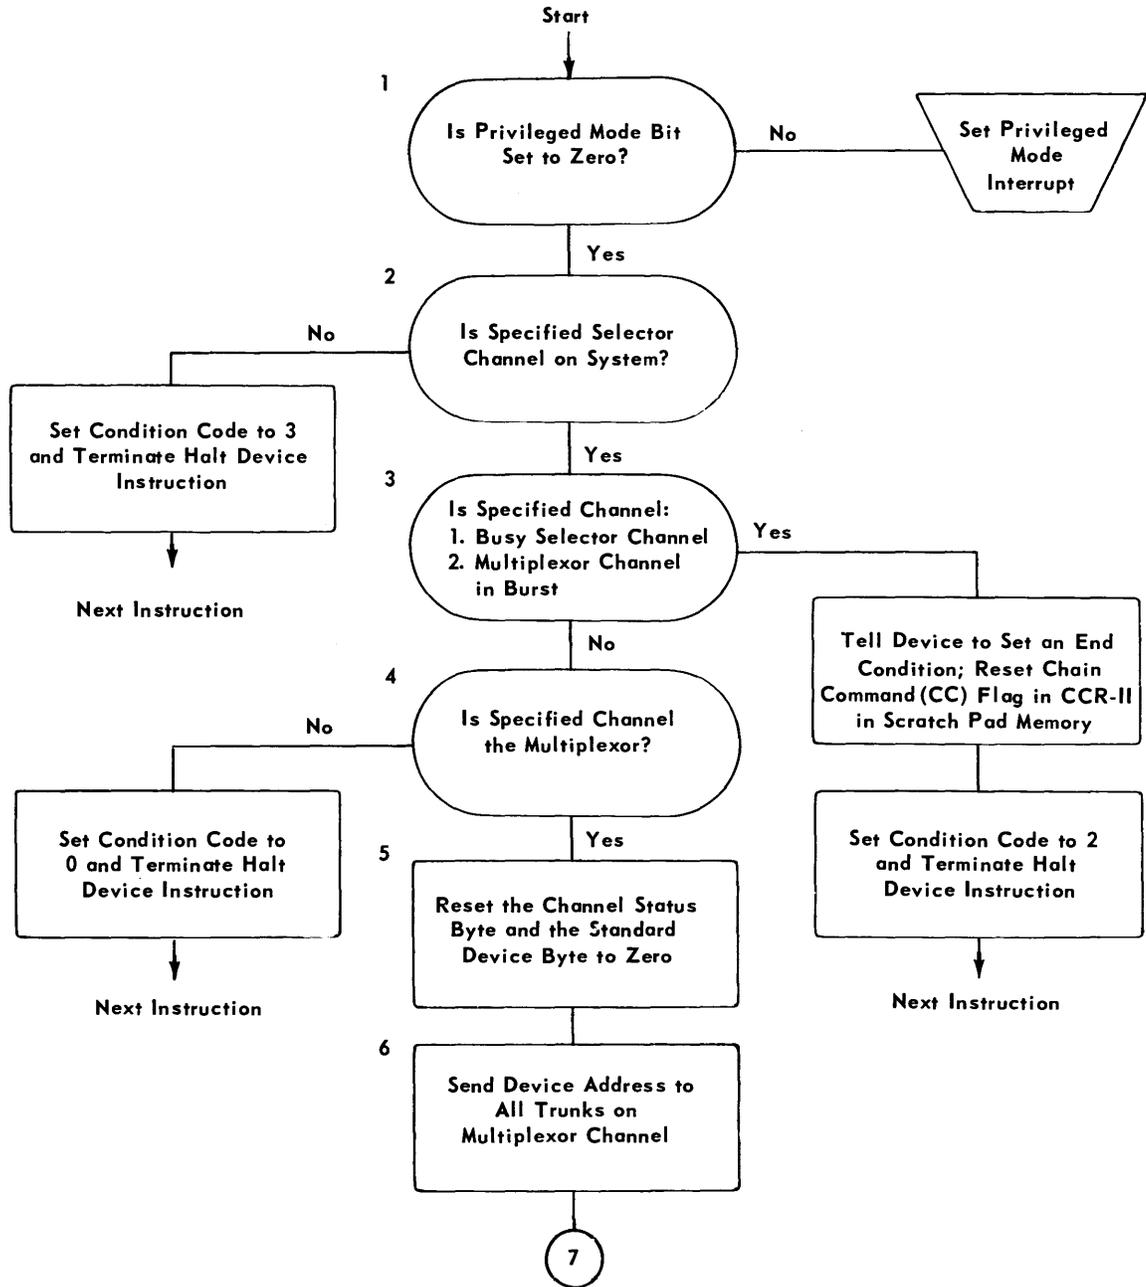 Start
1
Is Privileged Mode Bit
Set to Zero?
No
Set Privileged
Mode
Interrupt
Yes
2
Is Specified Selector
Channel on System?
No
Set Condition Code to 3
and Terminate Halt Device
Instruction
Next Instruction
Yes
3
Is Specified Channel:
1. Busy Selector Channel
2. Multiplexor Channel
in Burst
Yes
Tell Device to Set an End
Condition; Reset Chain
Command (CC) Flag in CCR-II
in Scratch Pad Memory
Set Condition Code to 2
and Terminate Halt
Device Instruction
Next Instruction
No
4
Is Specified Channel
the Multiplexor?
No
Set Condition Code to
0 and Terminate Halt
Device Instruction
Next Instruction
Yes
5
Reset the Channel Status
Byte and the Standard
Device Byte to Zero
6
Send Device Address to
All Trunks on
Multiplexor Channel
7